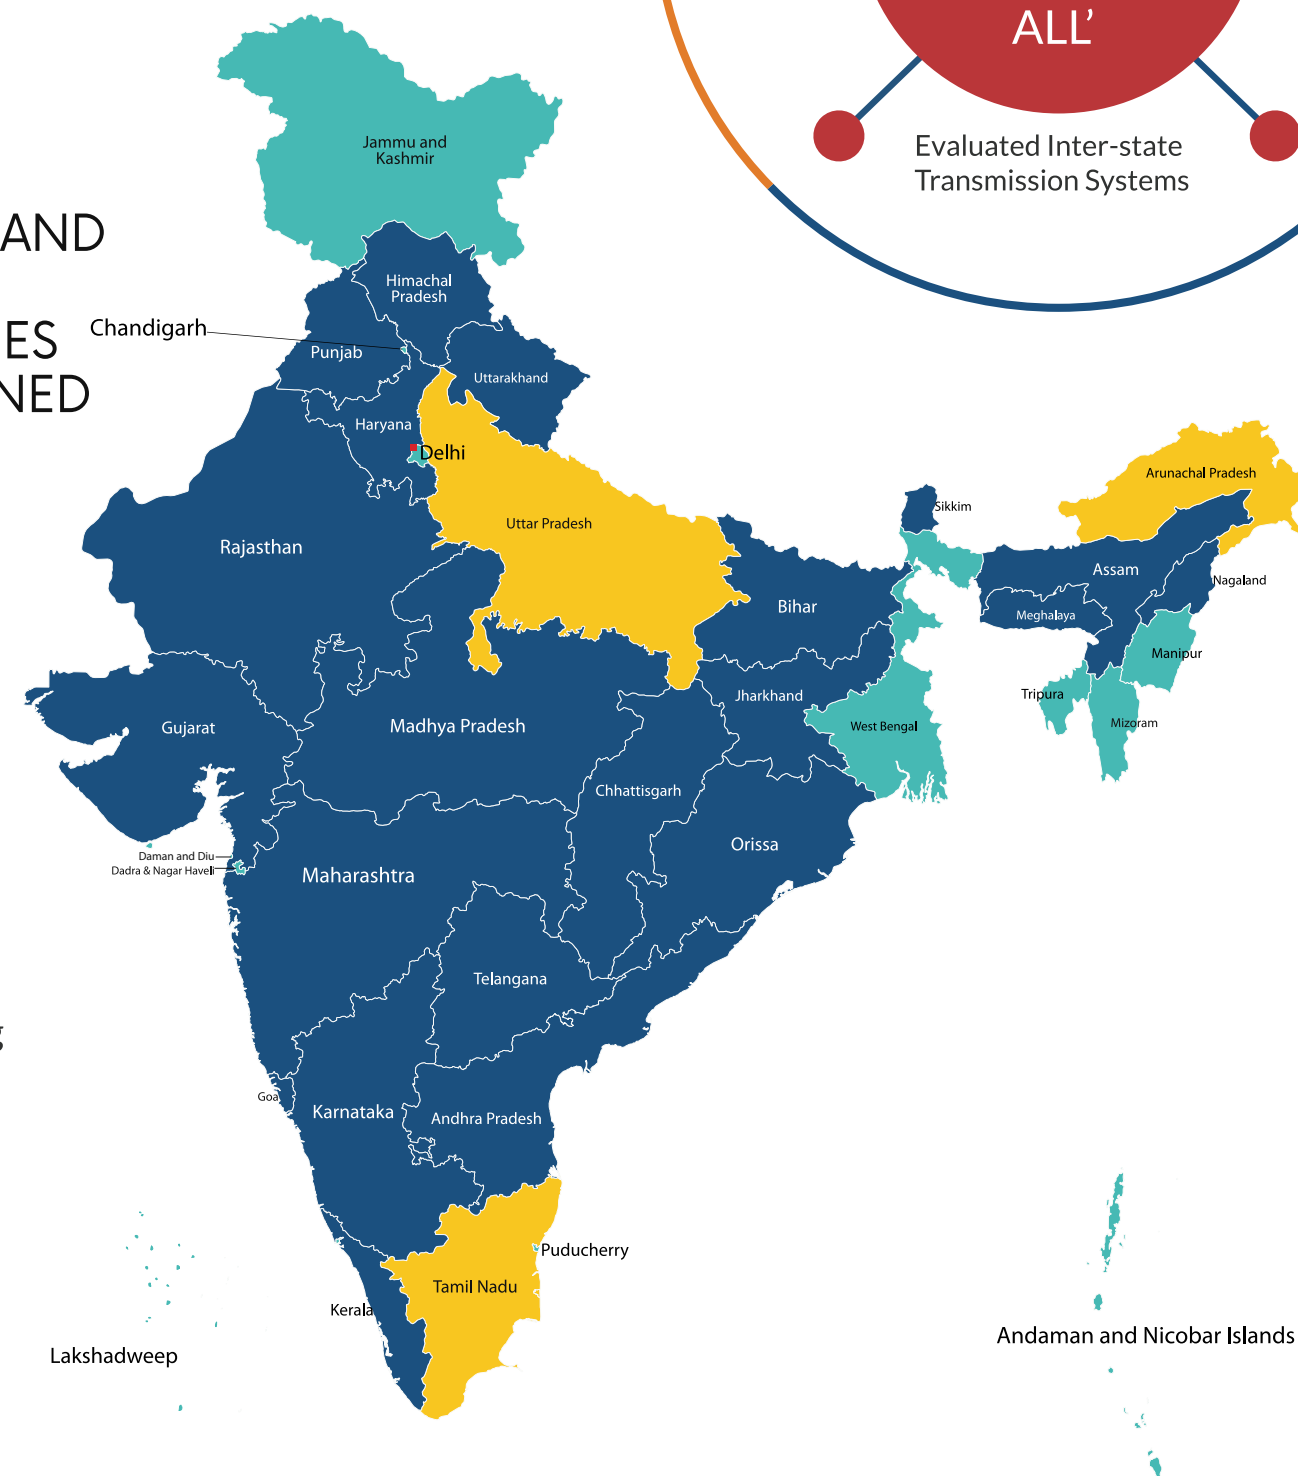 ALL’
Evaluated Inter-state
Transmission Systems
AND
ES
NED
Jammu and
Kashmir
Himachal
Pradesh
Chandigarh
Punjab
Uttarakhand
Haryana
Delhi
Arunachal Pradesh
Sikkim
Uttar Pradesh
Rajasthan
Assam
Nagaland
Bihar
Meghalaya
Manipur
Jharkhand
Tripura
Mizoram
Gujarat
Madhya Pradesh
West Bengal
Chhattisgarh
Orissa
Daman and Diu
Dadra & Nagar Haveli
Maharashtra
Telangana
g
Goa
Karnataka
Andhra Pradesh
Puducherry
Tamil Nadu
Kerala
Andaman and Nicobar Islands
Lakshadweep